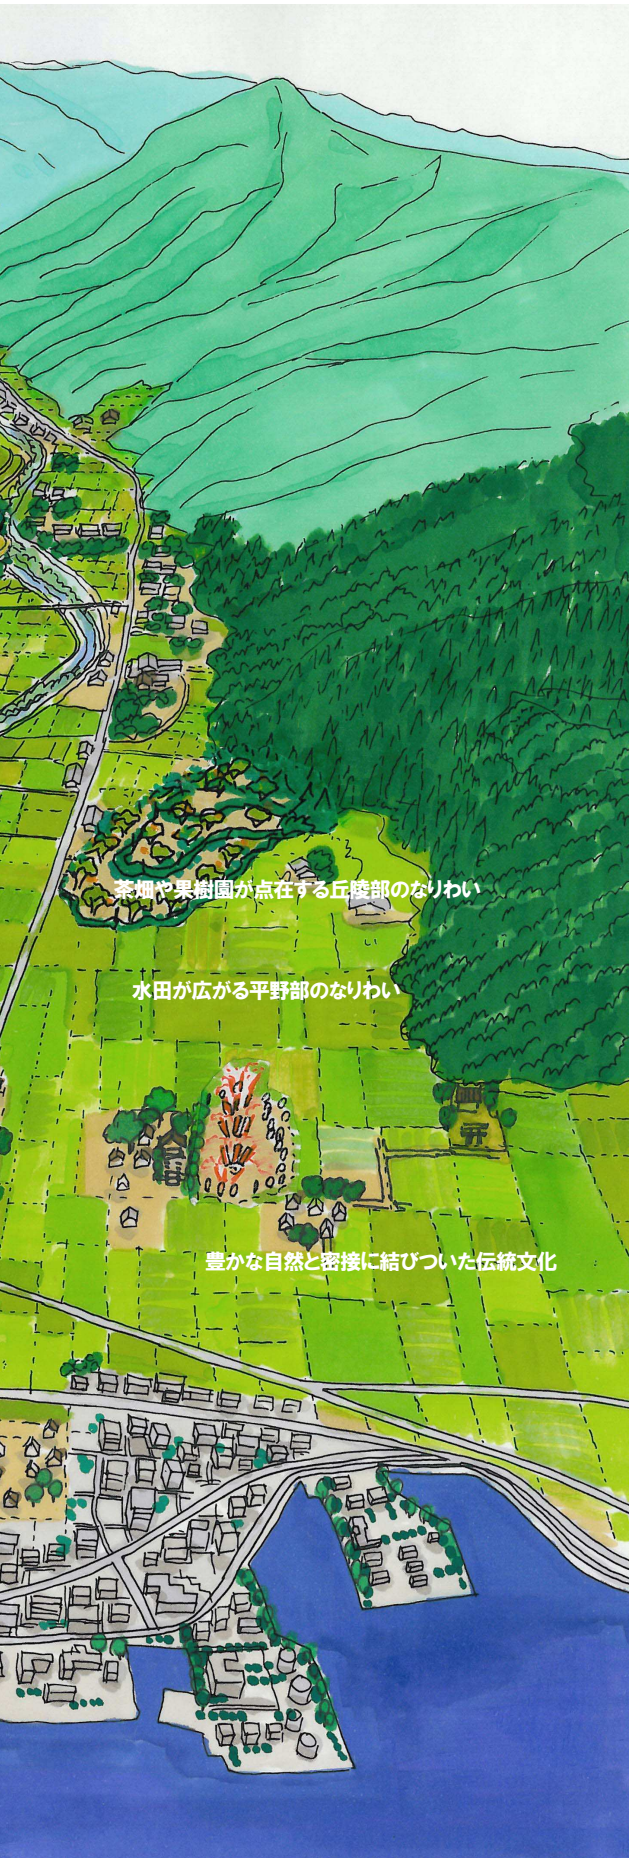 茶畑や果樹園が点在する丘陵部のなりわい
水田が広がる平野部のなりわい
豊かな自然と密接に結びついた伝統文化